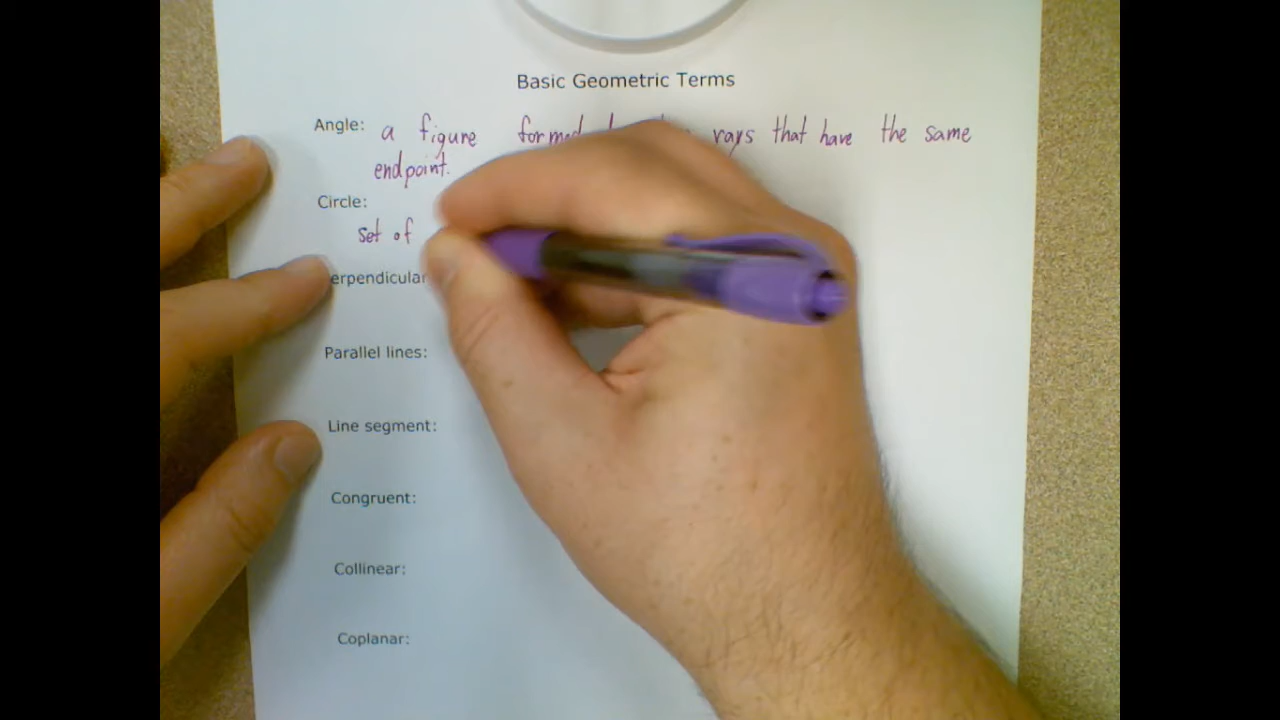 Basic Geometric Terms
Angle: a figure formed rays that have the same
endpoint.
Circle:
set of
erpendicular
Parallel lines:
Line segment:
Congruent:
Collinear:
Coplanar: